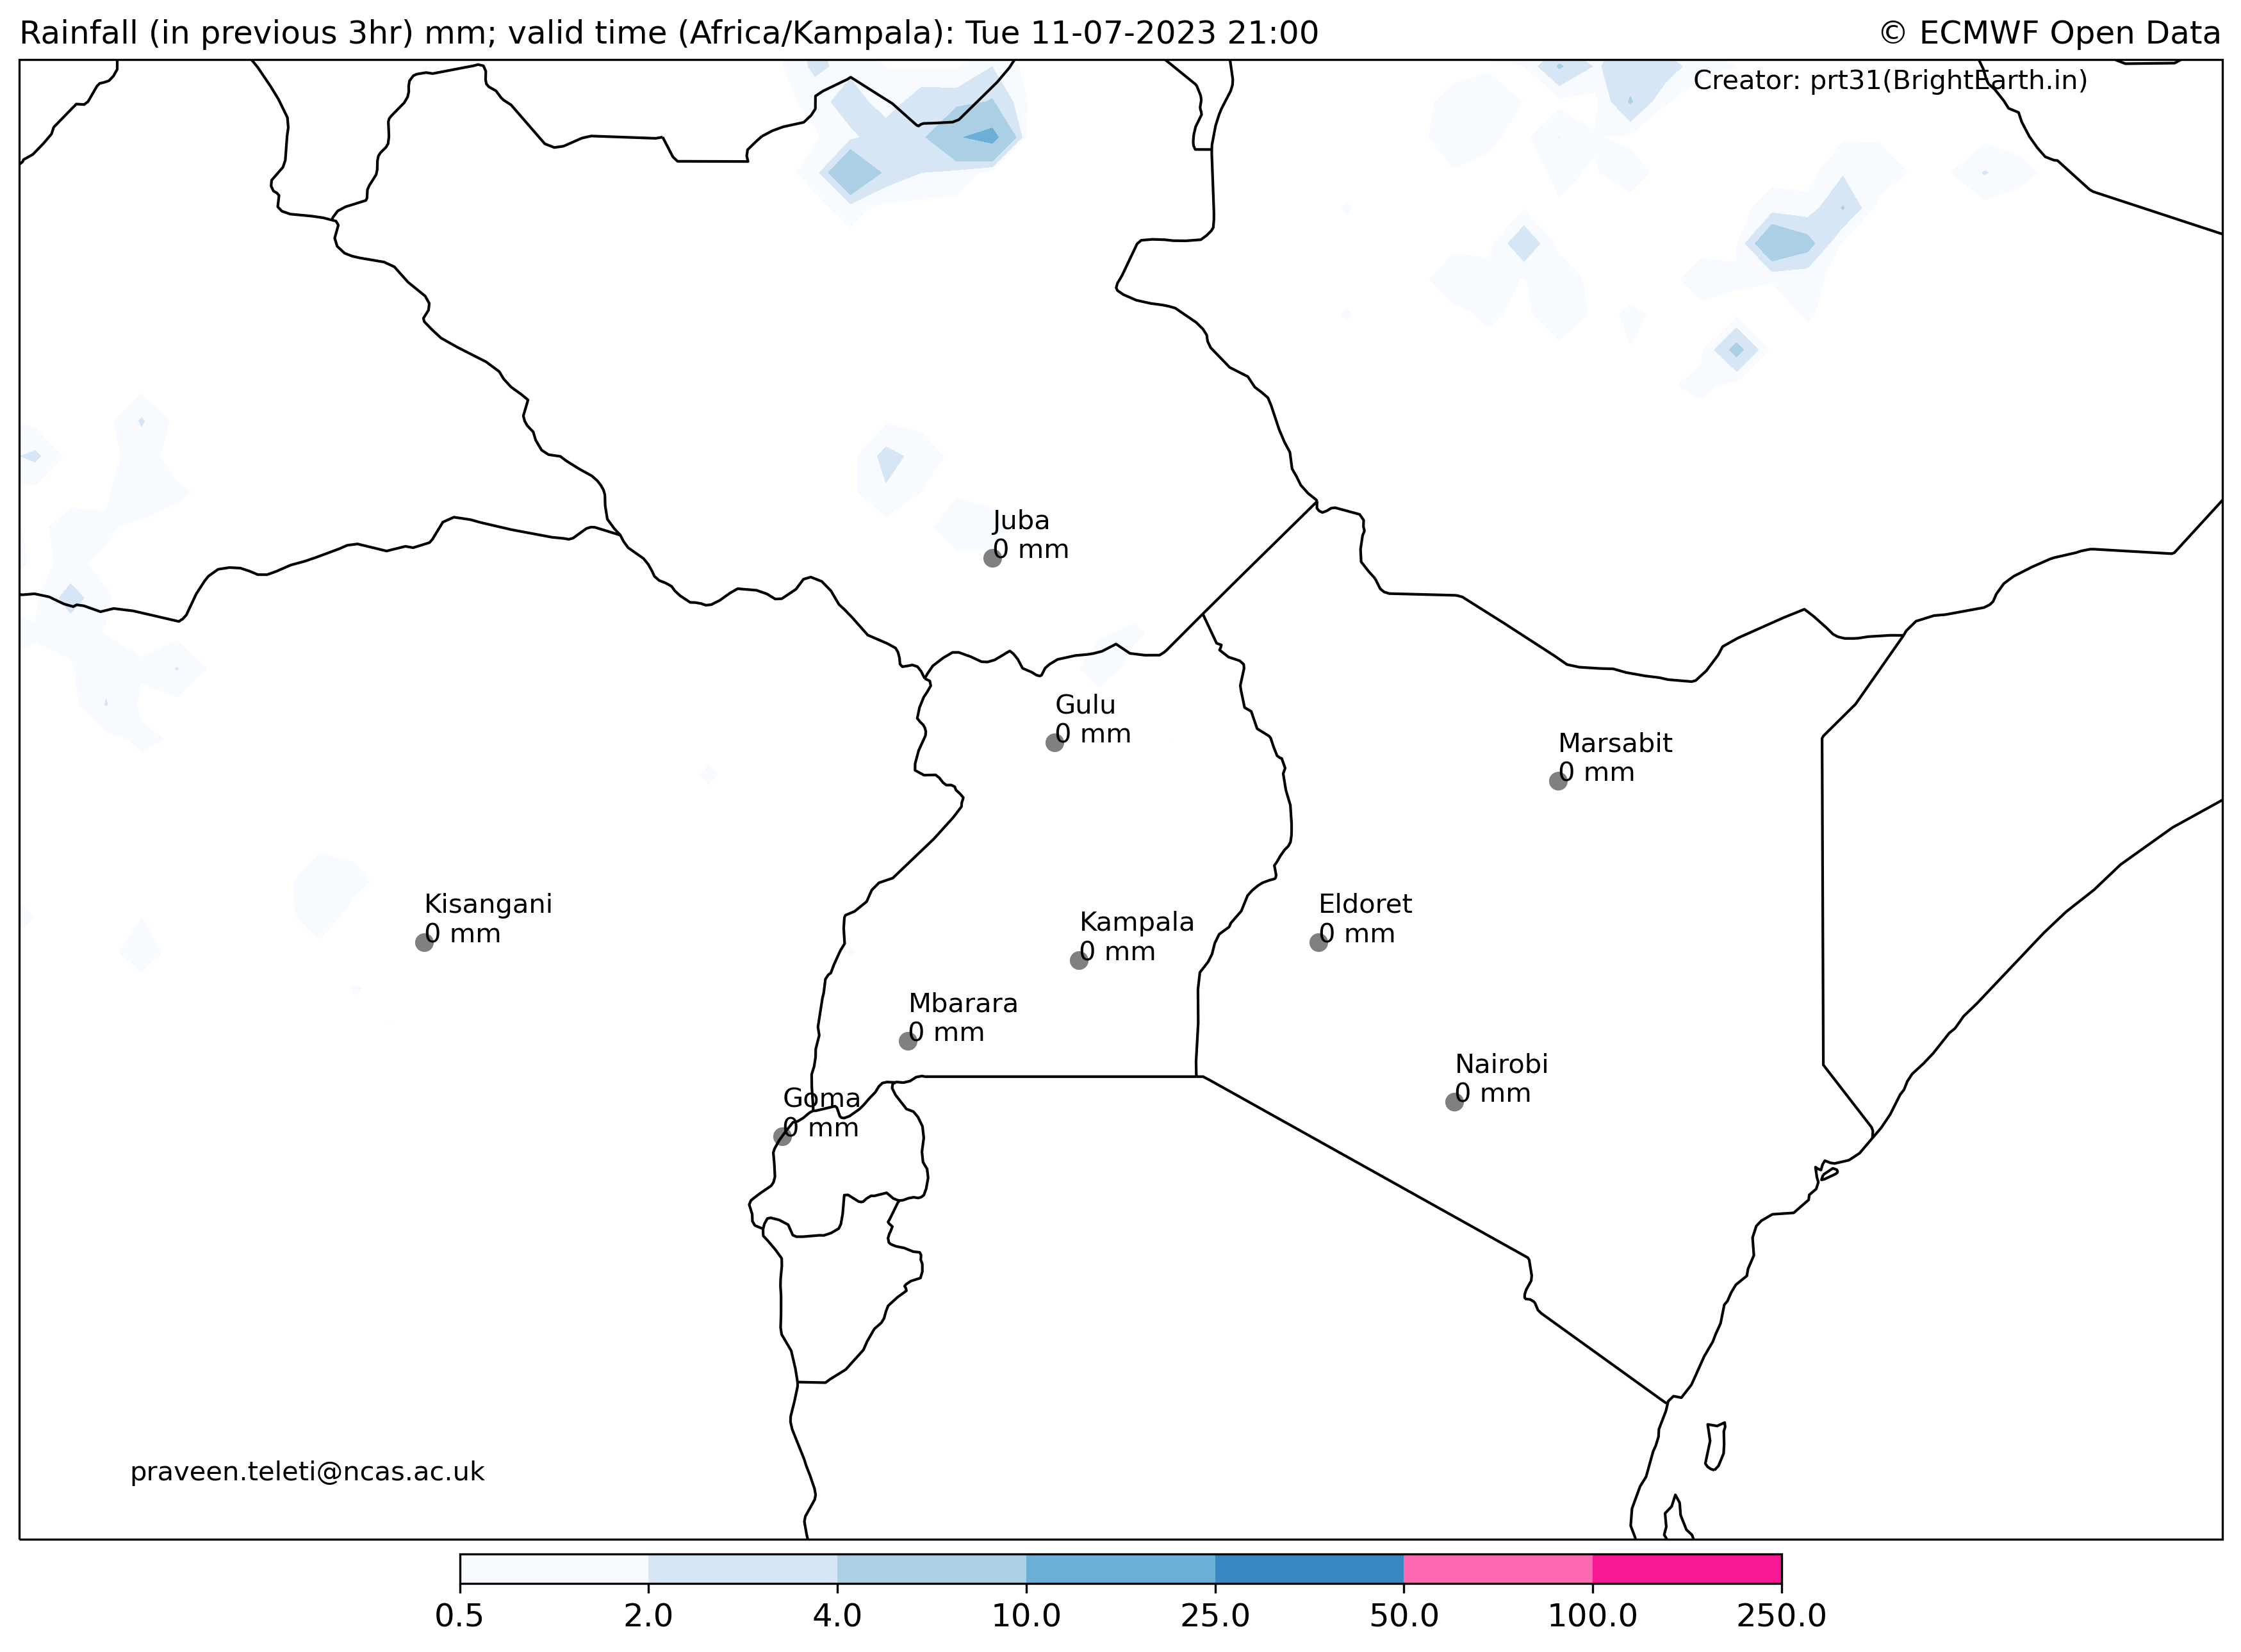 Rainfall (in previous 3hr) mm; valid time (Africa/Kampala): Tue 11-07-2023 21:00
© ECMWF Open Data
Creator: prt31(BrightEarth.in)
Juba
0 mm
Gulu
0 mm
Marsabit
0 mm
Kisangani
0 mm
Kampala
0 mm
Eldoret
0 mm
Mbarara
0 mm
Nairobi
0 mm
Goma
0 mm
praveen.teleti@ncas.ac.uk
0.5 2.0 4.0 10.0 25.0 50.0 100.0 250.0